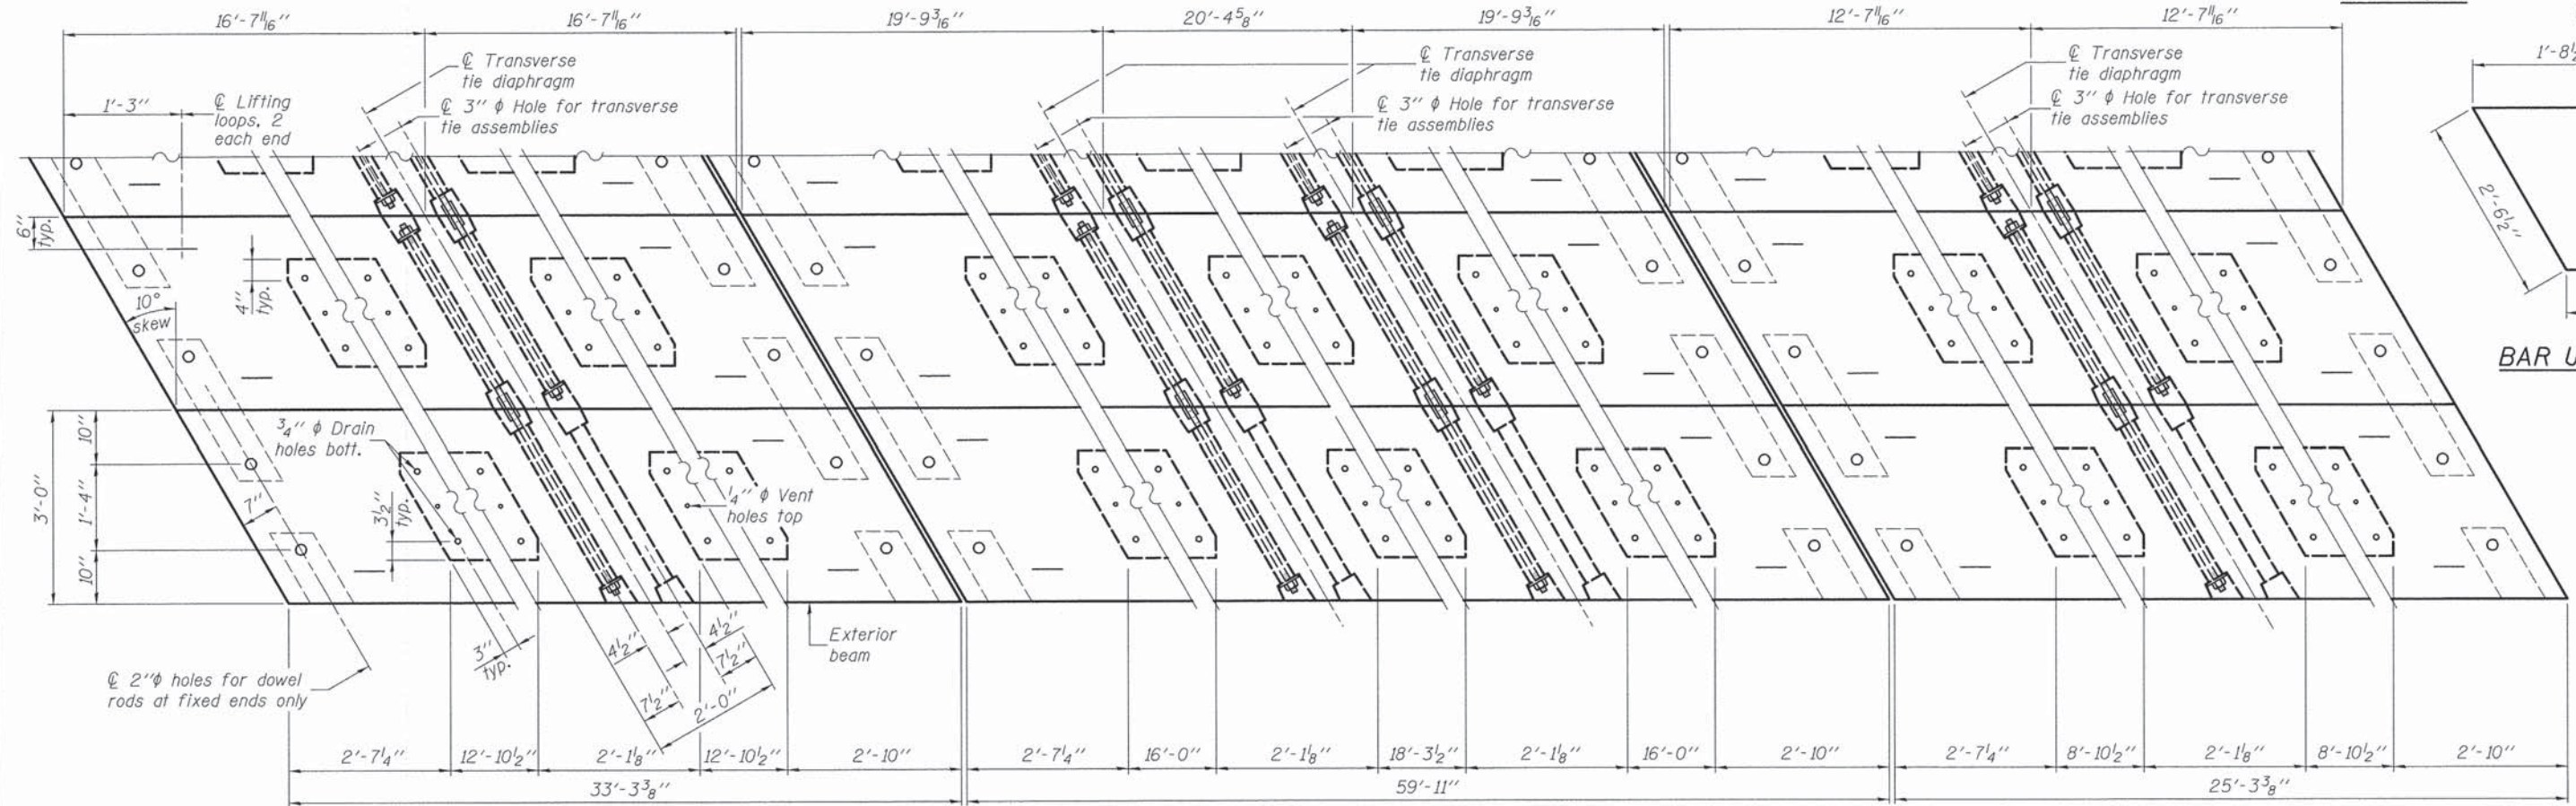 16'-7 11/16" 16'-7 11/16" 19'-9 3/16" 20'-4 5/8" 19'-9 3/16" 12'-7 11/16" 12'-7 11/16"
1'-8 1/2
℄ Transverse
tie diaphragm
℄ 3" ϕ Hole for transverse
tie assemblies
℄ Transverse
tie diaphragm
℄ 3" ϕ Hole for transverse
tie assemblies
℄ Transverse
tie diaphragm
℄ 3" ϕ Hole for transverse
tie assemblies
1'-3"
℄ Lifting
loops, 2
each end
6"
typ.
4"
typ.
10°
skew
2'-6 1/2"
BAR U
3/4" ϕ Drain
holes bott.
3'-0"
10"
1'-4"
10"
7"
3 1/2"
typ.
1/4" ϕ Vent
holes top
3"
typ.
4 1/2"
7 1/2"
4 1/2"
7 1/2"
2'-0"
Exterior
beam
℄ 2"ϕ holes for dowel
rods at fixed ends only
2'-7 1/4" 12'-10 1/2" 2'-1 1/8" 12'-10 1/2" 2'-10" 2'-7 1/4" 16'-0" 2'-1 1/8" 18'-3 1/2" 2'-1 1/8" 16'-0" 2'-10" 2'-7 1/4" 8'-10 1/2" 2'-1 1/8" 8'-10 1/2" 2'-10"
33'-3 3/8" 59'-11" 25'-3 3/8"